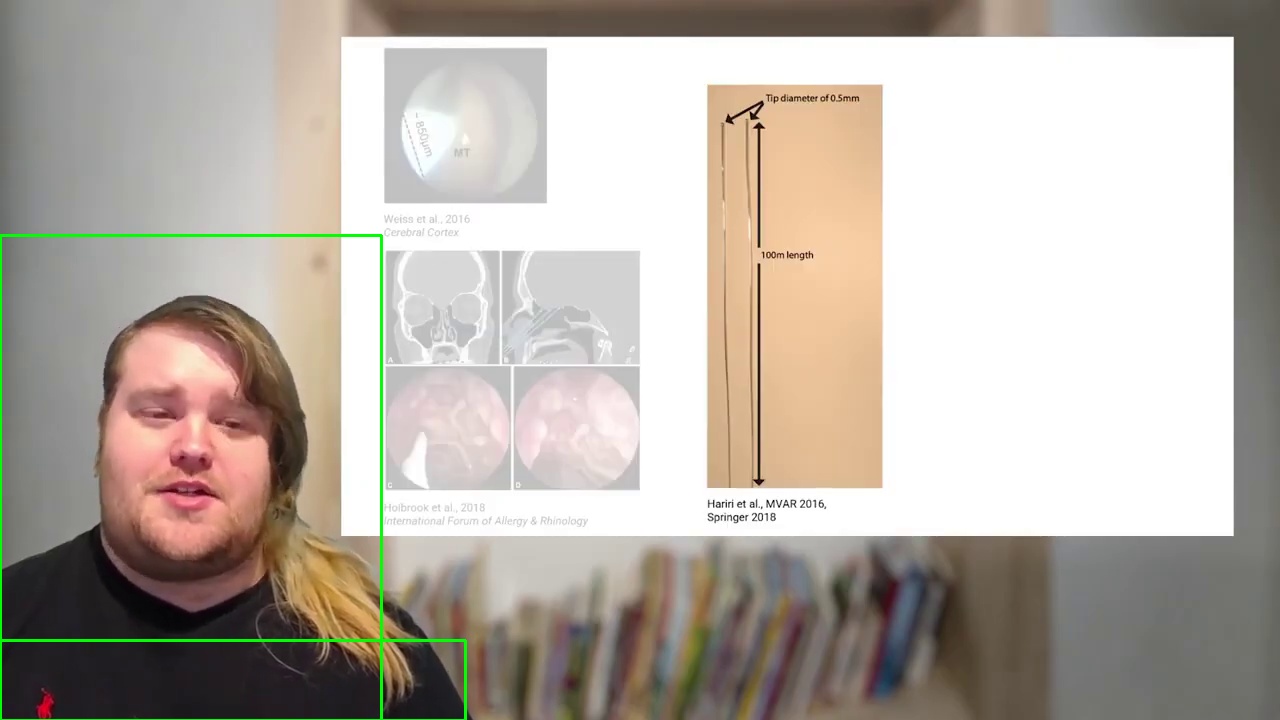 ~ 850µm
MT
Weiss et al., 2016
Cerebral Cortex
A
B
C
D
Holbrook et al., 2018
International Forum of Allergy & Rhinology
Tip diameter of 0.5mm
100m length
Hariri et al., MVAR 2016,
Springer 2018